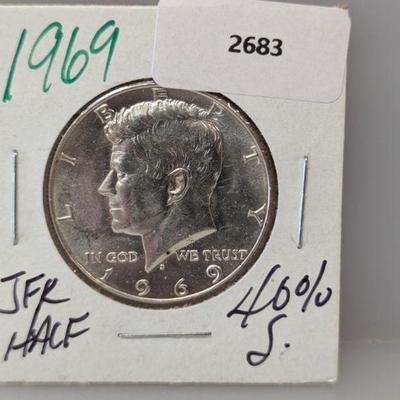 1969
2683
LIBERTY
IN GOD WE TRUST
1969
JFK
HALF
40%
S.